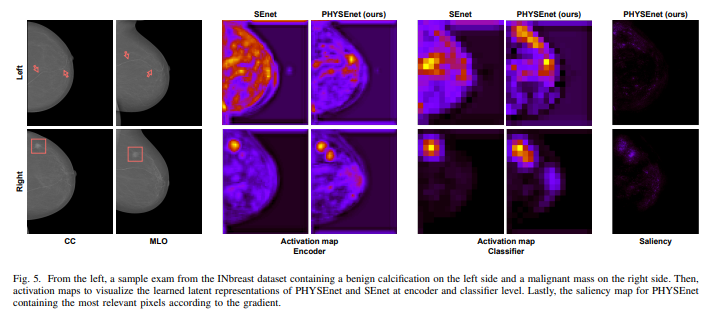 SEnet PHYSEnet (ours) SEnet PHYSEnet (ours) PHYSEnet (ours)
Left
Right
CC MLO Activation map Encoder Activation map Classifier Saliency
Fig. 5. From the left, a sample exam from the INbreast dataset containing a benign calcification on the left side and a malignant mass on the right side. Then,
activation maps to visualize the learned latent representations of PHYSEnet and SEnet at encoder and classifier level. Lastly, the saliency map for PHYSEnet
containing the most relevant pixels according to the gradient.